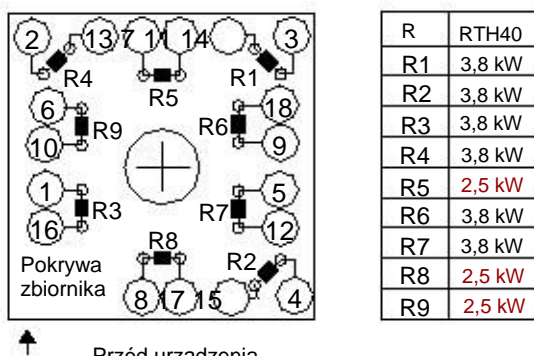 2 13 7 1 14 3
R4 R5 R1
6 R9 R6 18
10 9
1 R3 R7 5
16 12
R8 R2
Pokrywa
zbiornika
8 17 15 4
Przód urządzenia
R RTH40
R1 3,8 kW
R2 3,8 kW
R3 3,8 kW
R4 3,8 kW
R5 2,5 kW
R6 3,8 kW
R7 3,8 kW
R8 2,5 kW
R9 2,5 kW